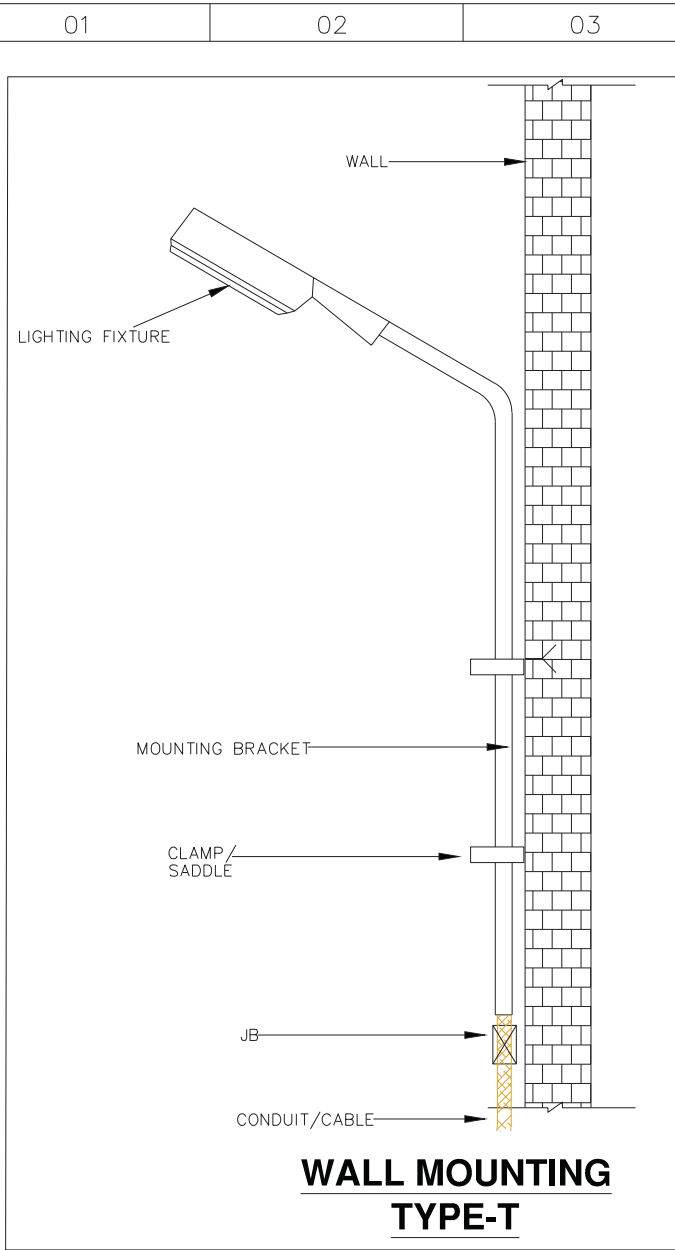 01
02
03
WALL
LIGHTING FIXTURE
MOUNTING BRACKET
CLAMP/
SADDLE
JB
CONDUIT/CABLE
WALL MOUNTING
TYPE-T